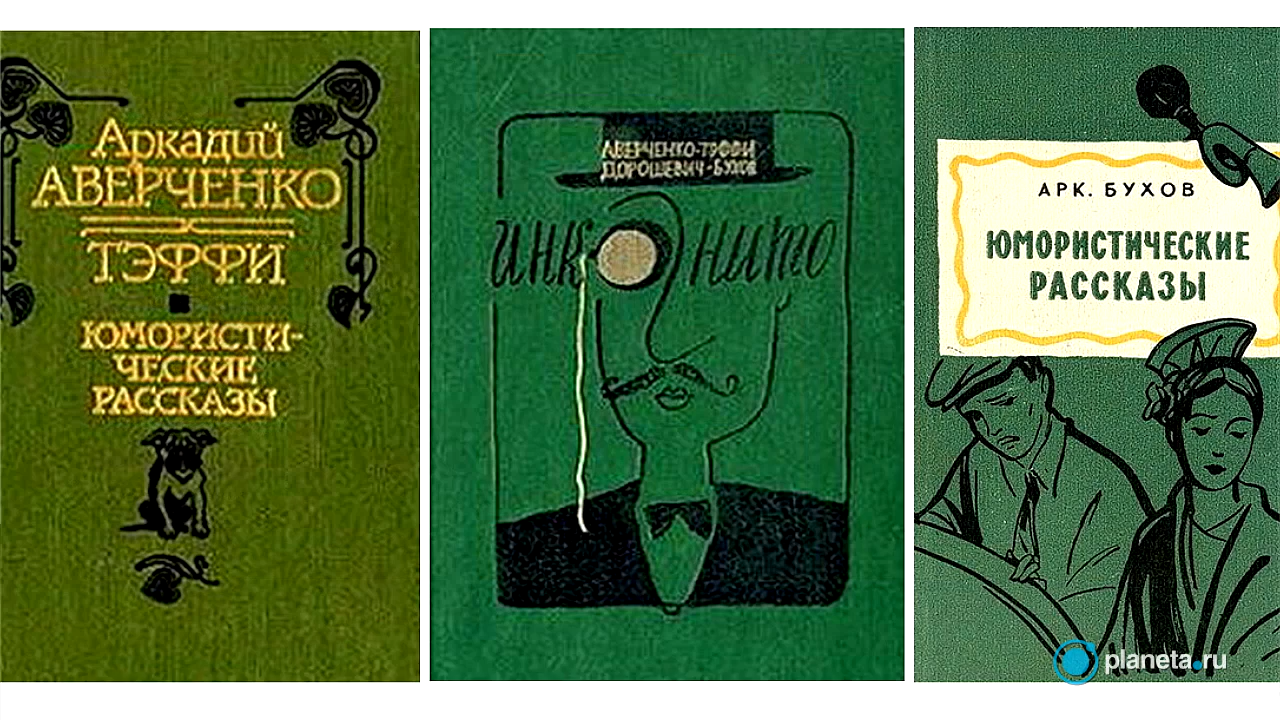 Аркадий
АВЕРЧЕНКО
ТЭФФИ
ЮМОРИСТИ-
ЧЕСКИЕ
РАССКАЗЫ
АВЕРЧЕНКО-ТЭФФИ
ДОРОШЕВИЧ-БУХОВ
инкогнито
АРК. БУХОВ
ЮМОРИСТИЧЕСКИЕ
РАССКАЗЫ
planeta.ru